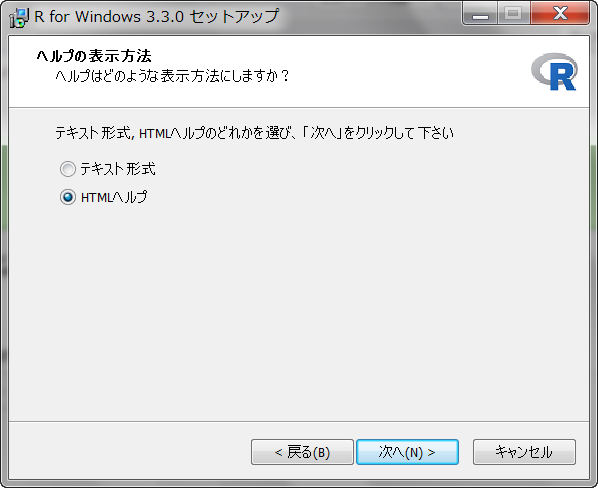 R for Windows 3.3.0 セットアップ
ヘルプの表示方法
ヘルプはどのような表示方法にしますか？
R
テキスト形式, HTMLヘルプのどれかを選び、「次へ」をクリックして下さい
テキスト形式
HTMLヘルプ
< 戻る(B)
次へ(N) >
キャンセル